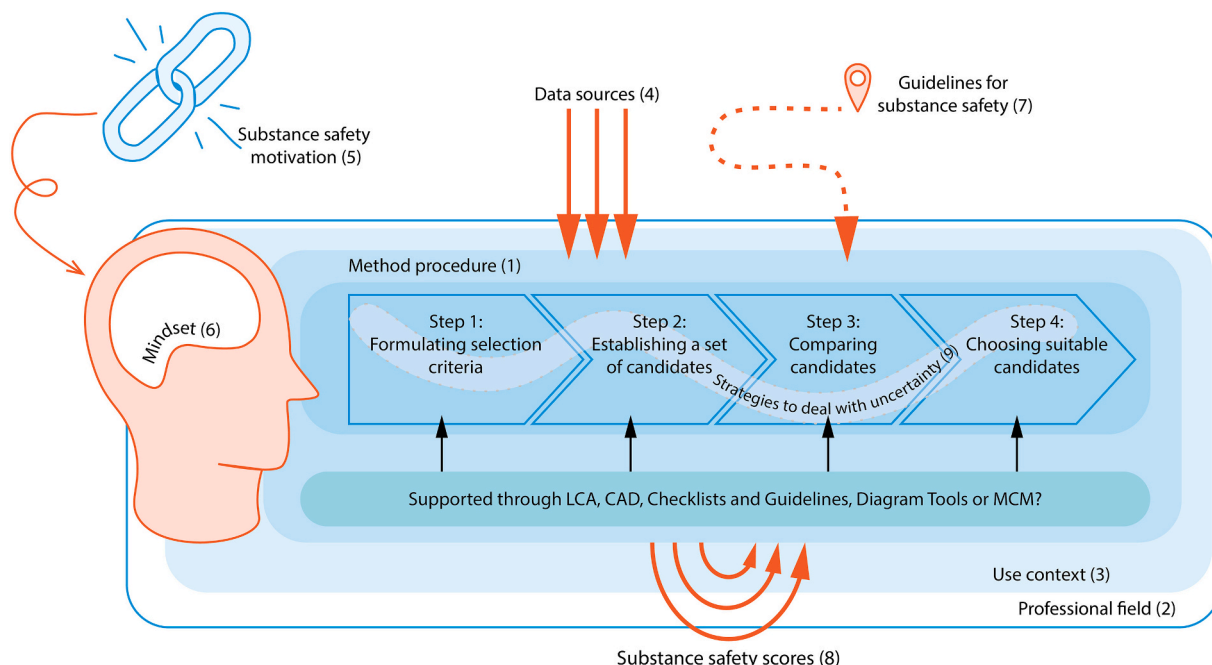 Data sources (4)
Guidelines for
substance safety (7)
Substance safety
motivation (5)
Method procedure (1)
Mindset (6)
Step 1:
Formulating selection
criteria
Step 2:
Establishing a set
of candidates
Step 3:
Comparing
candidates
Step 4:
Choosing suitable
candidates
Strategies to deal with uncertainty (9)
Supported through LCA, CAD, Checklists and Guidelines, Diagram Tools or MCM?
Use context (3)
Professional field (2)
Substance safety scores (8)